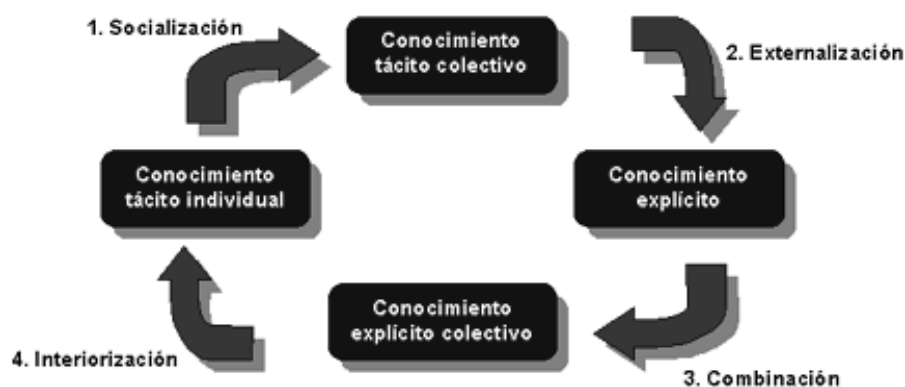 1. Socialización
Conocimiento
tácito colectivo
2. Externalización
Conocimiento
explícito
3. Combinación
Conocimiento
explícito colectivo
4. Interiorización
Conocimiento
tácito individual